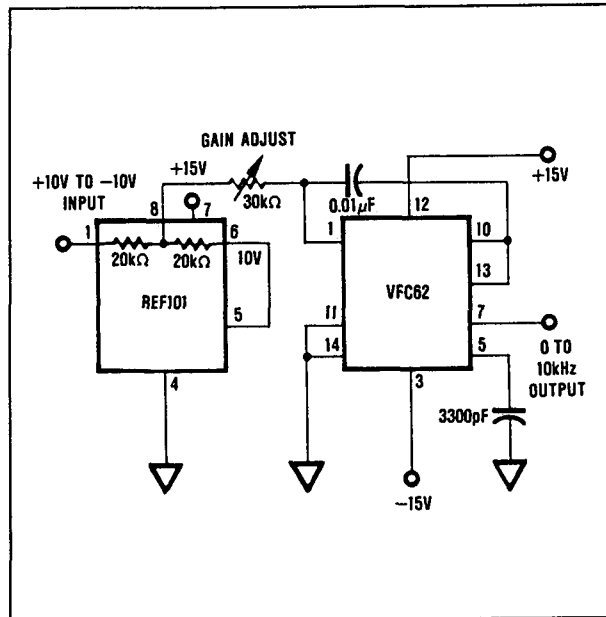 GAIN ADJUST
+10V TO −10V
INPUT
+15V
8
7
30kΩ
0.01µF
12
+15V
1
20kΩ
20kΩ
6
10V
5
REF101
4
1
10
13
VFC62
11
14
7
5
3
0 TO
10kHz
OUTPUT
3300pF
−15V